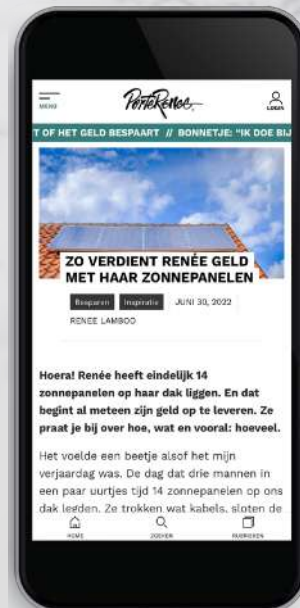 MENU
PorteRenee
LOGIN
T OF HET GELD BESPAART // BONNETJE: "IK DOE BIJ
ZO VERDIENT RENÉE GELD
MET HAAR ZONNEPANELEN
Besparen Inspiratie JUNI 30, 2022
RENEE LAMBOO
Hoera! Renée heeft eindelijk 14
zonnepanelen op haar dak liggen. En dat
begint al meteen zijn geld op te leveren. Ze
praat je bij over hoe, wat en vooral: hoeveel.
Het voelde een beetje alsof het mijn
verjaardag was. De dag dat drie mannen in
een paar uurtjes tijd 14 zonnepanelen op ons
dak legden. Ze trokken wat kabels, sloten de
HOME ZOEKEN RUBRIEKEN